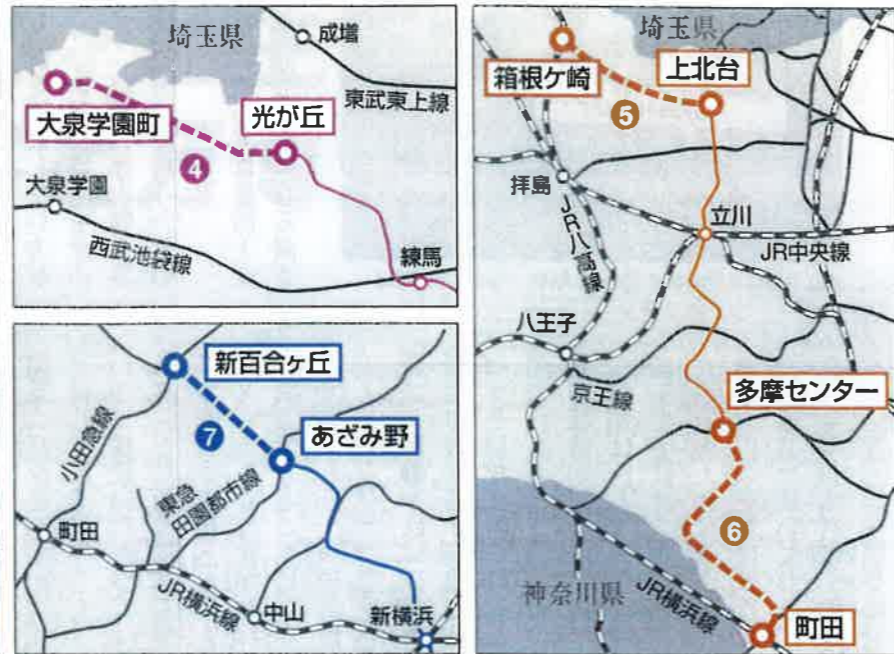 埼玉県
成増
東武東上線
大泉学園町
光が丘
④
大泉学園
西武池袋線
練馬
新百合ヶ丘
小田急線
⑦
あざみ野
東急
田園都市線
町田
JR横浜線
中山
新横浜
埼玉県
箱根ケ崎
上北台
⑤
拝島
立川
JR中央線
JR八高線
八王子
京王線
多摩センター
⑥
神奈川県
JR横浜線
町田